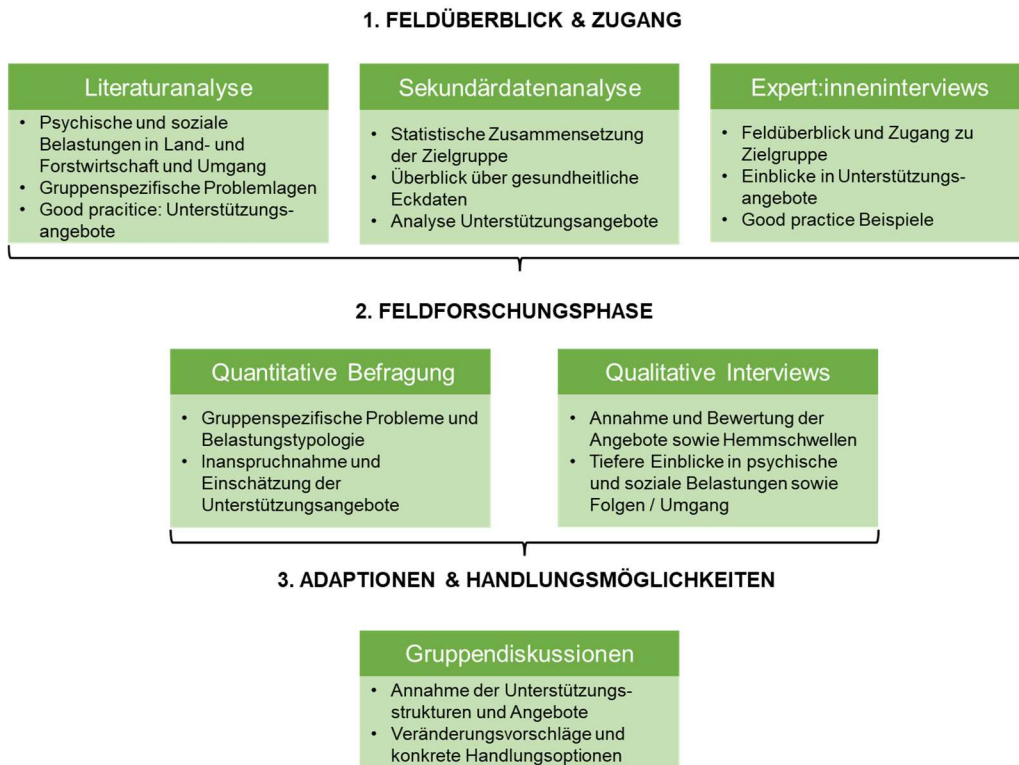 1. FELDÜBERBLICK & ZUGANG
Literaturanalyse
• Psychische und soziale
Belastungen in Land- und
Forstwirtschaft und Umgang
• Gruppenspezifische Problemlagen
• Good pracitice: Unterstützungs-
angebote
Sekundärdatenanalyse
• Statistische Zusammensetzung
der Zielgruppe
• Überblick über gesundheitliche
Eckdaten
• Analyse Unterstützungsangebote
Expert:inneninterviews
• Feldüberblick und Zugang zu
Zielgruppe
• Einblicke in Unterstützungs-
angebote
• Good practice Beispiele
2. FELDFORSCHUNGSPHASE
Quantitative Befragung
• Gruppenspezifische Probleme und
Belastungstypologie
• Inanspruchnahme und
Einschätzung der
Unterstützungsangebote
Qualitative Interviews
• Annahme und Bewertung der
Angebote sowie Hemmschwellen
• Tiefere Einblicke in psychische
und soziale Belastungen sowie
Folgen / Umgang
3. ADAPTIONEN & HANDLUNGSMÖGLICHKEITEN
Gruppendiskussionen
• Annahme der Unterstützungs-
strukturen und Angebote
• Veränderungsvorschläge und
konkrete Handlungsoptionen